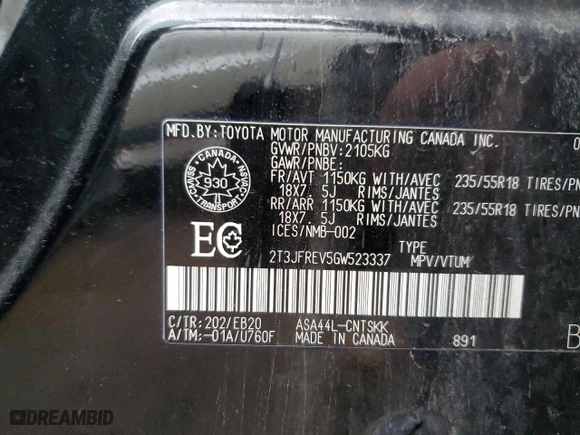 MFD.BY:TOYOTA MOTOR MANUFACTURING CANADA INC.
GVWR/PNBV:2105KG
GAWR/PNBE:
FR/AVT 1150KG WITH/AVEC 235/55R18 TIRES/PN
18X7. 5J RIMS/JANTES
RR/ARR 1150KG WITH/AVEC 235/55R18 TIRES/PN
18X7. 5J RIMS/JANTES
ICES/NMB-002
CANADA
930
CMVSS
NSVAC
EC
TYPE
2T3JFREV5GW523337 MPV/VTUM
C/TR:202/EB20 ASA44L-CNTSKK
A/TM:-01A/U760F MADE IN CANADA 891
B
DREAMBID